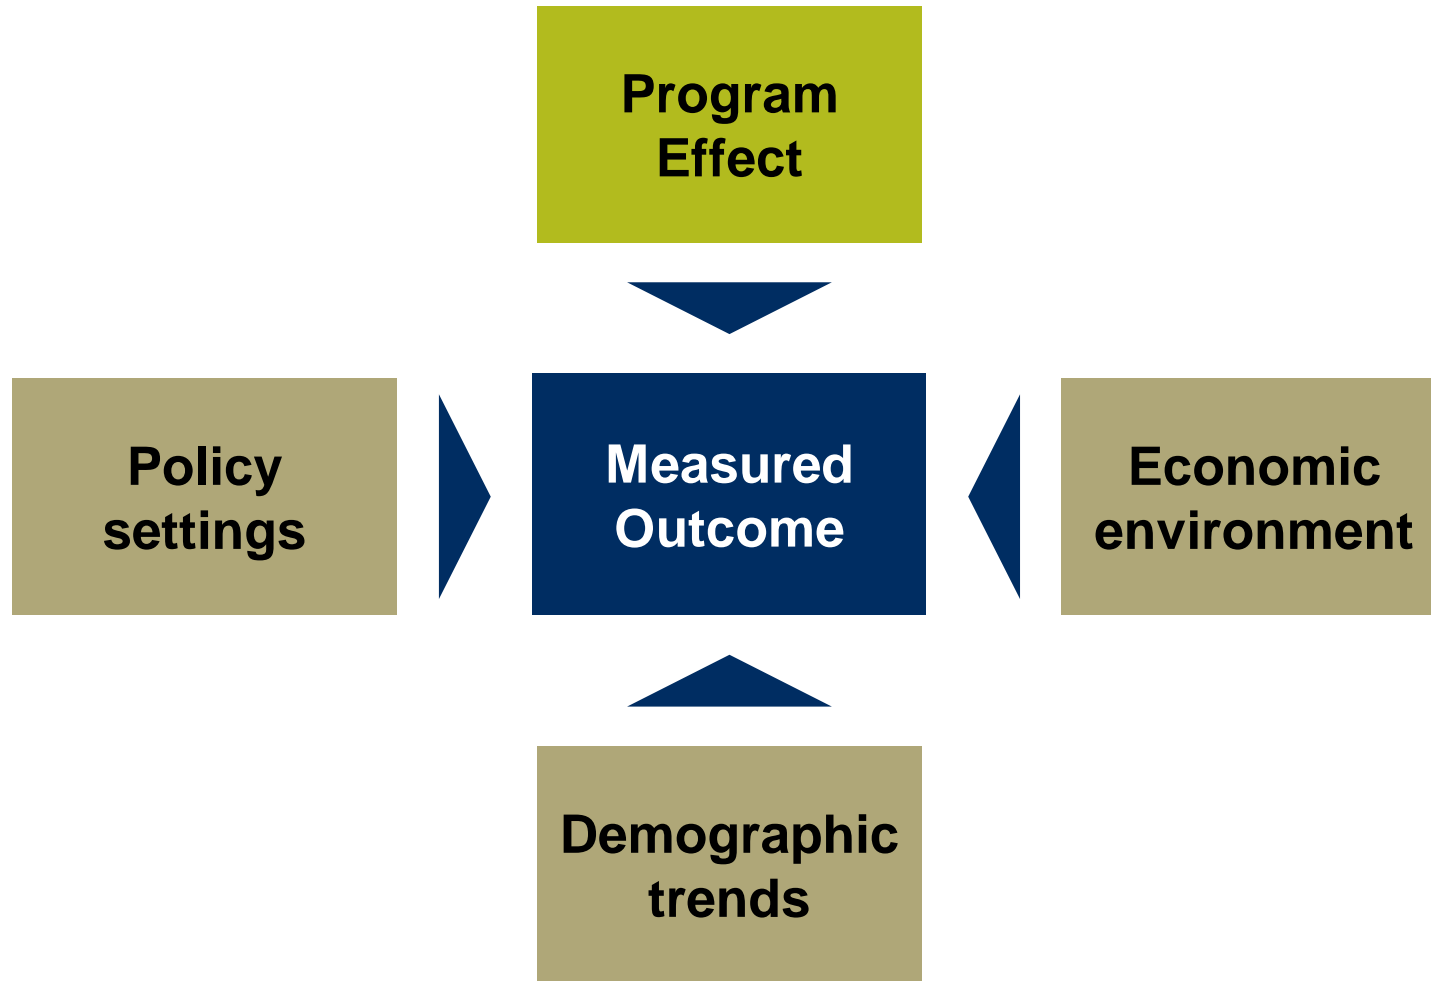 Program
Effect
Policy
settings
Measured
Outcome
Economic
environment
Demographic
trends